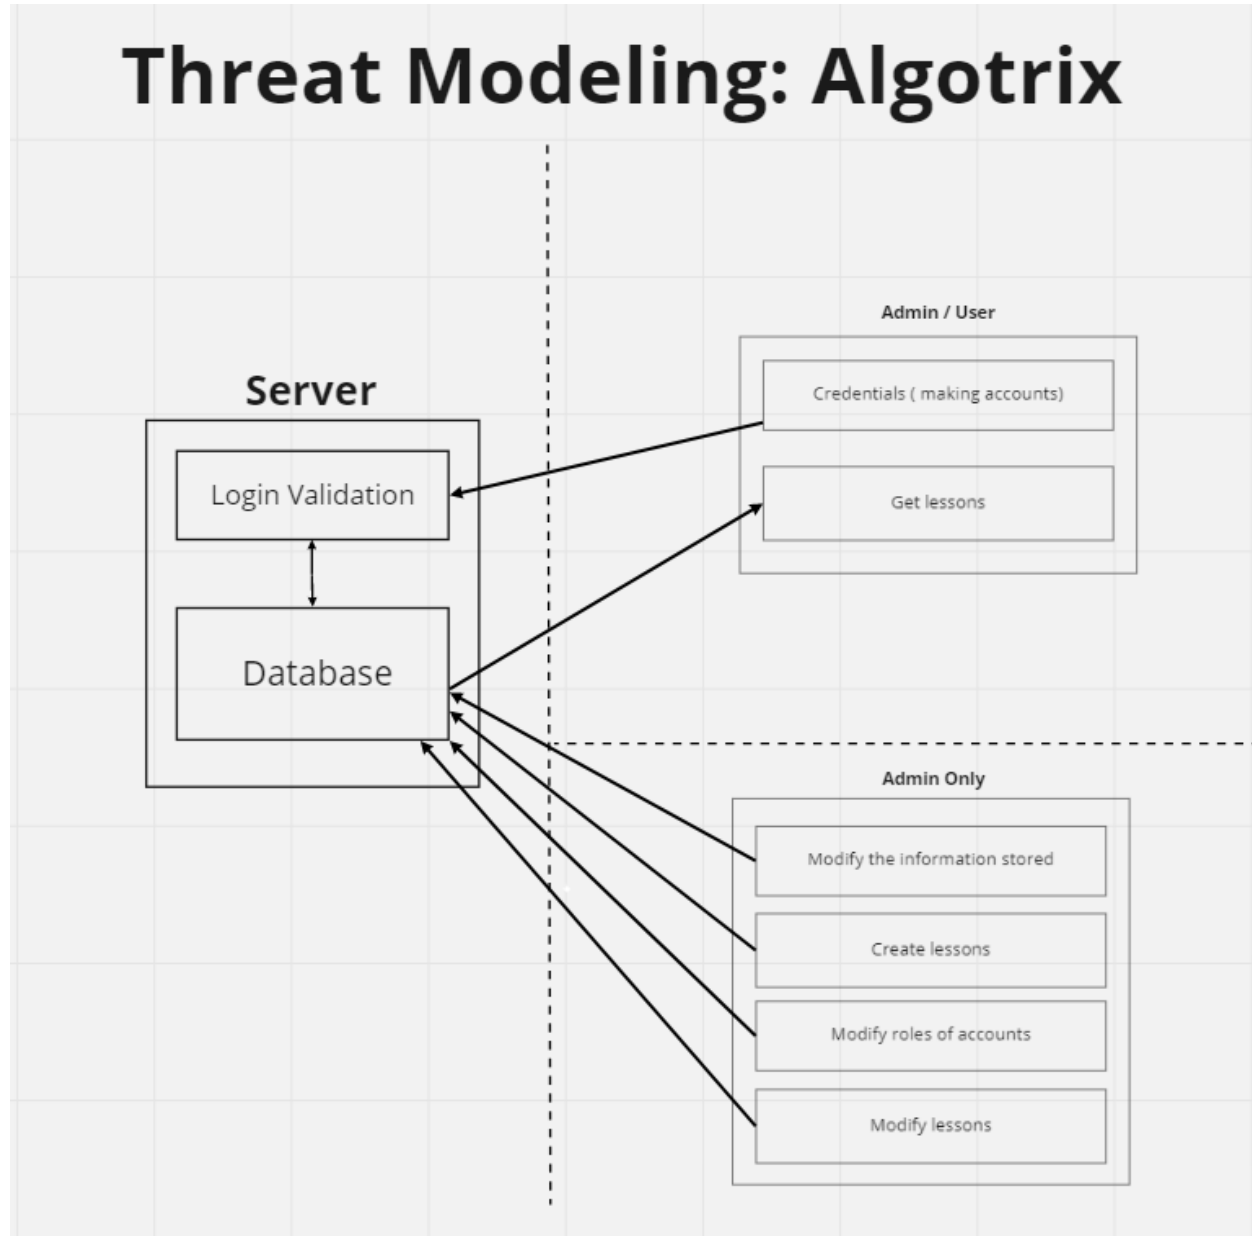 Threat Modeling: Algotrix
Server
Login Validation
Database
Admin / User
Credentials ( making accounts)
Get lessons
Admin Only
Modify the information stored
Create lessons
Modify roles of accounts
Modify lessons